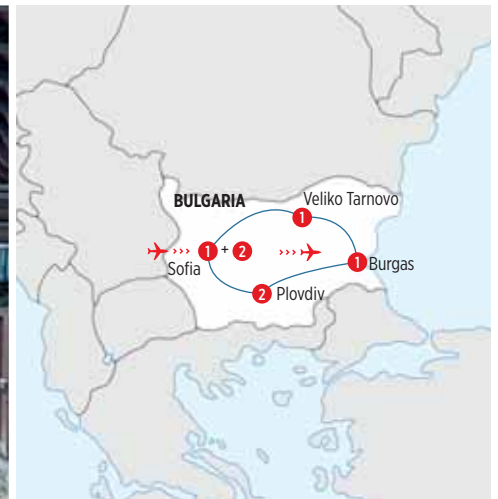 BULGARIA
Veliko Tarnovo
1
1 + 2
Sofia
1 Burgas
2 Plovdiv